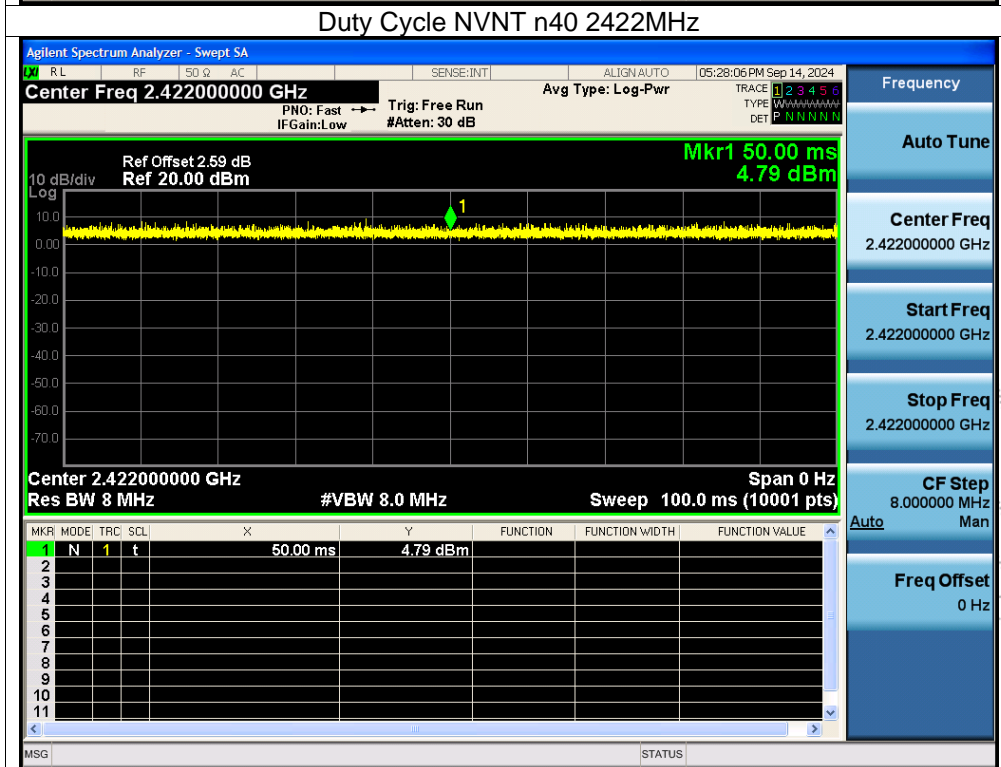 Duty Cycle NVNT n40 2422MHz
Agilent Spectrum Analyzer - Swept SA
LXI RL RF 50 Ω AC SENSE:INT ALIGN AUTO 05:28:06 PM Sep 14, 2024
Center Freq 2.422000000 GHz
PNO: Fast
IFGain:Low
Trig: Free Run
#Atten: 30 dB
Avg Type: Log-Pwr
TRACE 1 2 3 4 5 6
TYPE W
DET P N N N N N
Frequency
Mkr1 50.00 ms
4.79 dBm
Ref Offset 2.59 dB
10 dB/div Ref 20.00 dBm
Log
1
10.0
0.00
-10.0
-20.0
-30.0
-40.0
-50.0
-60.0
-70.0
Center 2.422000000 GHz Span 0 Hz
Res BW 8 MHz #VBW 8.0 MHz Sweep 100.0 ms (10001 pts)
MKR MODE TRC SCL X Y FUNCTION FUNCTION WIDTH FUNCTION VALUE
1 N 1 t 50.00 ms 4.79 dBm
2
3
4
5
6
7
8
9
10
11
MSG STATUS
Auto Tune
Center Freq
2.422000000 GHz
Start Freq
2.422000000 GHz
Stop Freq
2.422000000 GHz
CF Step
8.000000 MHz
Auto Man
Freq Offset
0 Hz